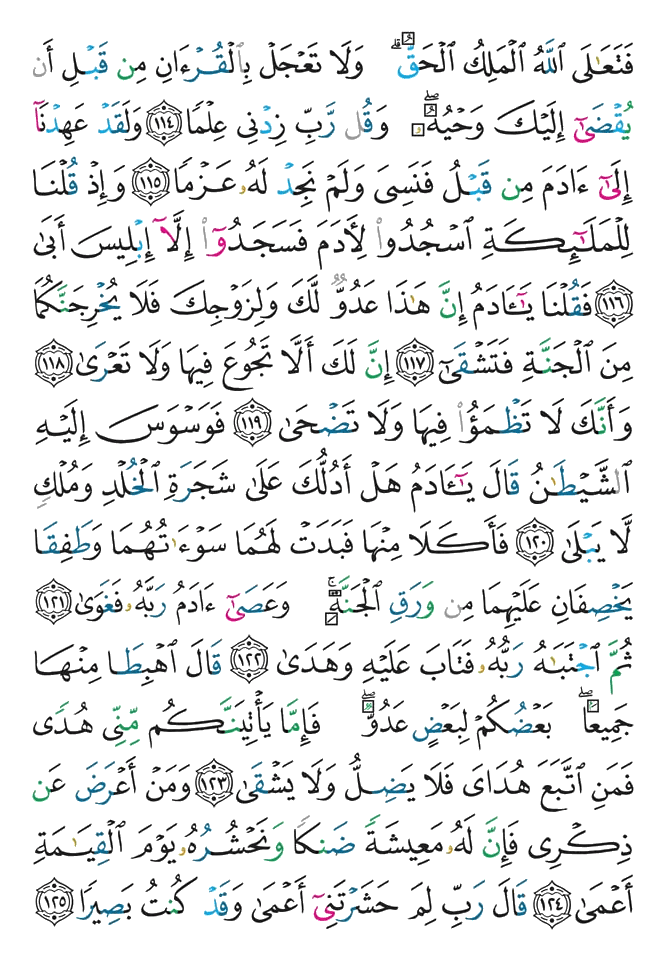 فَتَعَٰلَى ٱللَّهُ ٱلْمَلِكُ ٱلْحَقُّ ۗ وَلَا تَعْجَلْ بِٱلْقُرْءَانِ مِن قَبْلِ أَن
يُقْضَىٰٓ إِلَيْكَ وَحْيُهُۥ ۖ وَقُل رَّبِّ زِدْنِى عِلْمًا ١١٤ وَلَقَدْ عَهِدْنَآ
إِلَىٰٓ ءَادَمَ مِن قَبْلُ فَنَسِىَ وَلَمْ نَجِدْ لَهُۥ عَزْمًا ١١٥ وَإِذْ قُلْنَا
لِلْمَلَٰٓئِكَةِ ٱسْجُدُوا۟ لِءَادَمَ فَسَجَدُوٓا۟ إِلَّآ إِبْلِيسَ أَبَىٰ
١١٦ فَقُلْنَا يَٰٓـَٔادَمُ إِنَّ هَٰذَا عَدُوٌّ لَّكَ وَلِزَوْجِكَ فَلَا يُخْرِجَنَّكُمَا
مِنَ ٱلْجَنَّةِ فَتَشْقَىٰٓ ١١٧ إِنَّ لَكَ أَلَّا تَجُوعَ فِيهَا وَلَا تَعْرَىٰ ١١٨
وَأَنَّكَ لَا تَظْمَؤُا۟ فِيهَا وَلَا تَضْحَىٰ ١١٩ فَوَسْوَسَ إِلَيْهِ
ٱلشَّيْطَٰنُ قَالَ يَٰٓـَٔادَمُ هَلْ أَدُلُّكَ عَلَىٰ شَجَرَةِ ٱلْخُلْدِ وَمُلْكٍ
لَّا يَبْلَىٰ ١٢٠ فَأَكَلَا مِنْهَا فَبَدَتْ لَهُمَا سَوْءَٰتُهُمَا وَطَفِقَا
يَخْصِفَانِ عَلَيْهِمَا مِن وَرَقِ ٱلْجَنَّةِ ۚ وَعَصَىٰٓ ءَادَمُ رَبَّهُۥ فَغَوَىٰ ١٢١
ثُمَّ ٱجْتَبَٰهُ رَبُّهُۥ فَتَابَ عَلَيْهِ وَهَدَىٰ ١٢٢ قَالَ ٱهْبِطَا مِنْهَا
جَمِيعًۢا ۖ بَعْضُكُمْ لِبَعْضٍ عَدُوٌّ ۖ فَإِمَّا يَأْتِيَنَّكُم مِّنِّى هُدًى
فَمَنِ ٱتَّبَعَ هُدَاىَ فَلَا يَضِلُّ وَلَا يَشْقَىٰ ١٢٣ وَمَنْ أَعْرَضَ عَن
ذِكْرِى فَإِنَّ لَهُۥ مَعِيشَةً ضَنكًا وَنَحْشُرُهُۥ يَوْمَ ٱلْقِيَٰمَةِ
أَعْمَىٰ ١٢٤ قَالَ رَبِّ لِمَ حَشَرْتَنِىٓ أَعْمَىٰ وَقَدْ كُنتُ بَصِيرًا ١٢٥